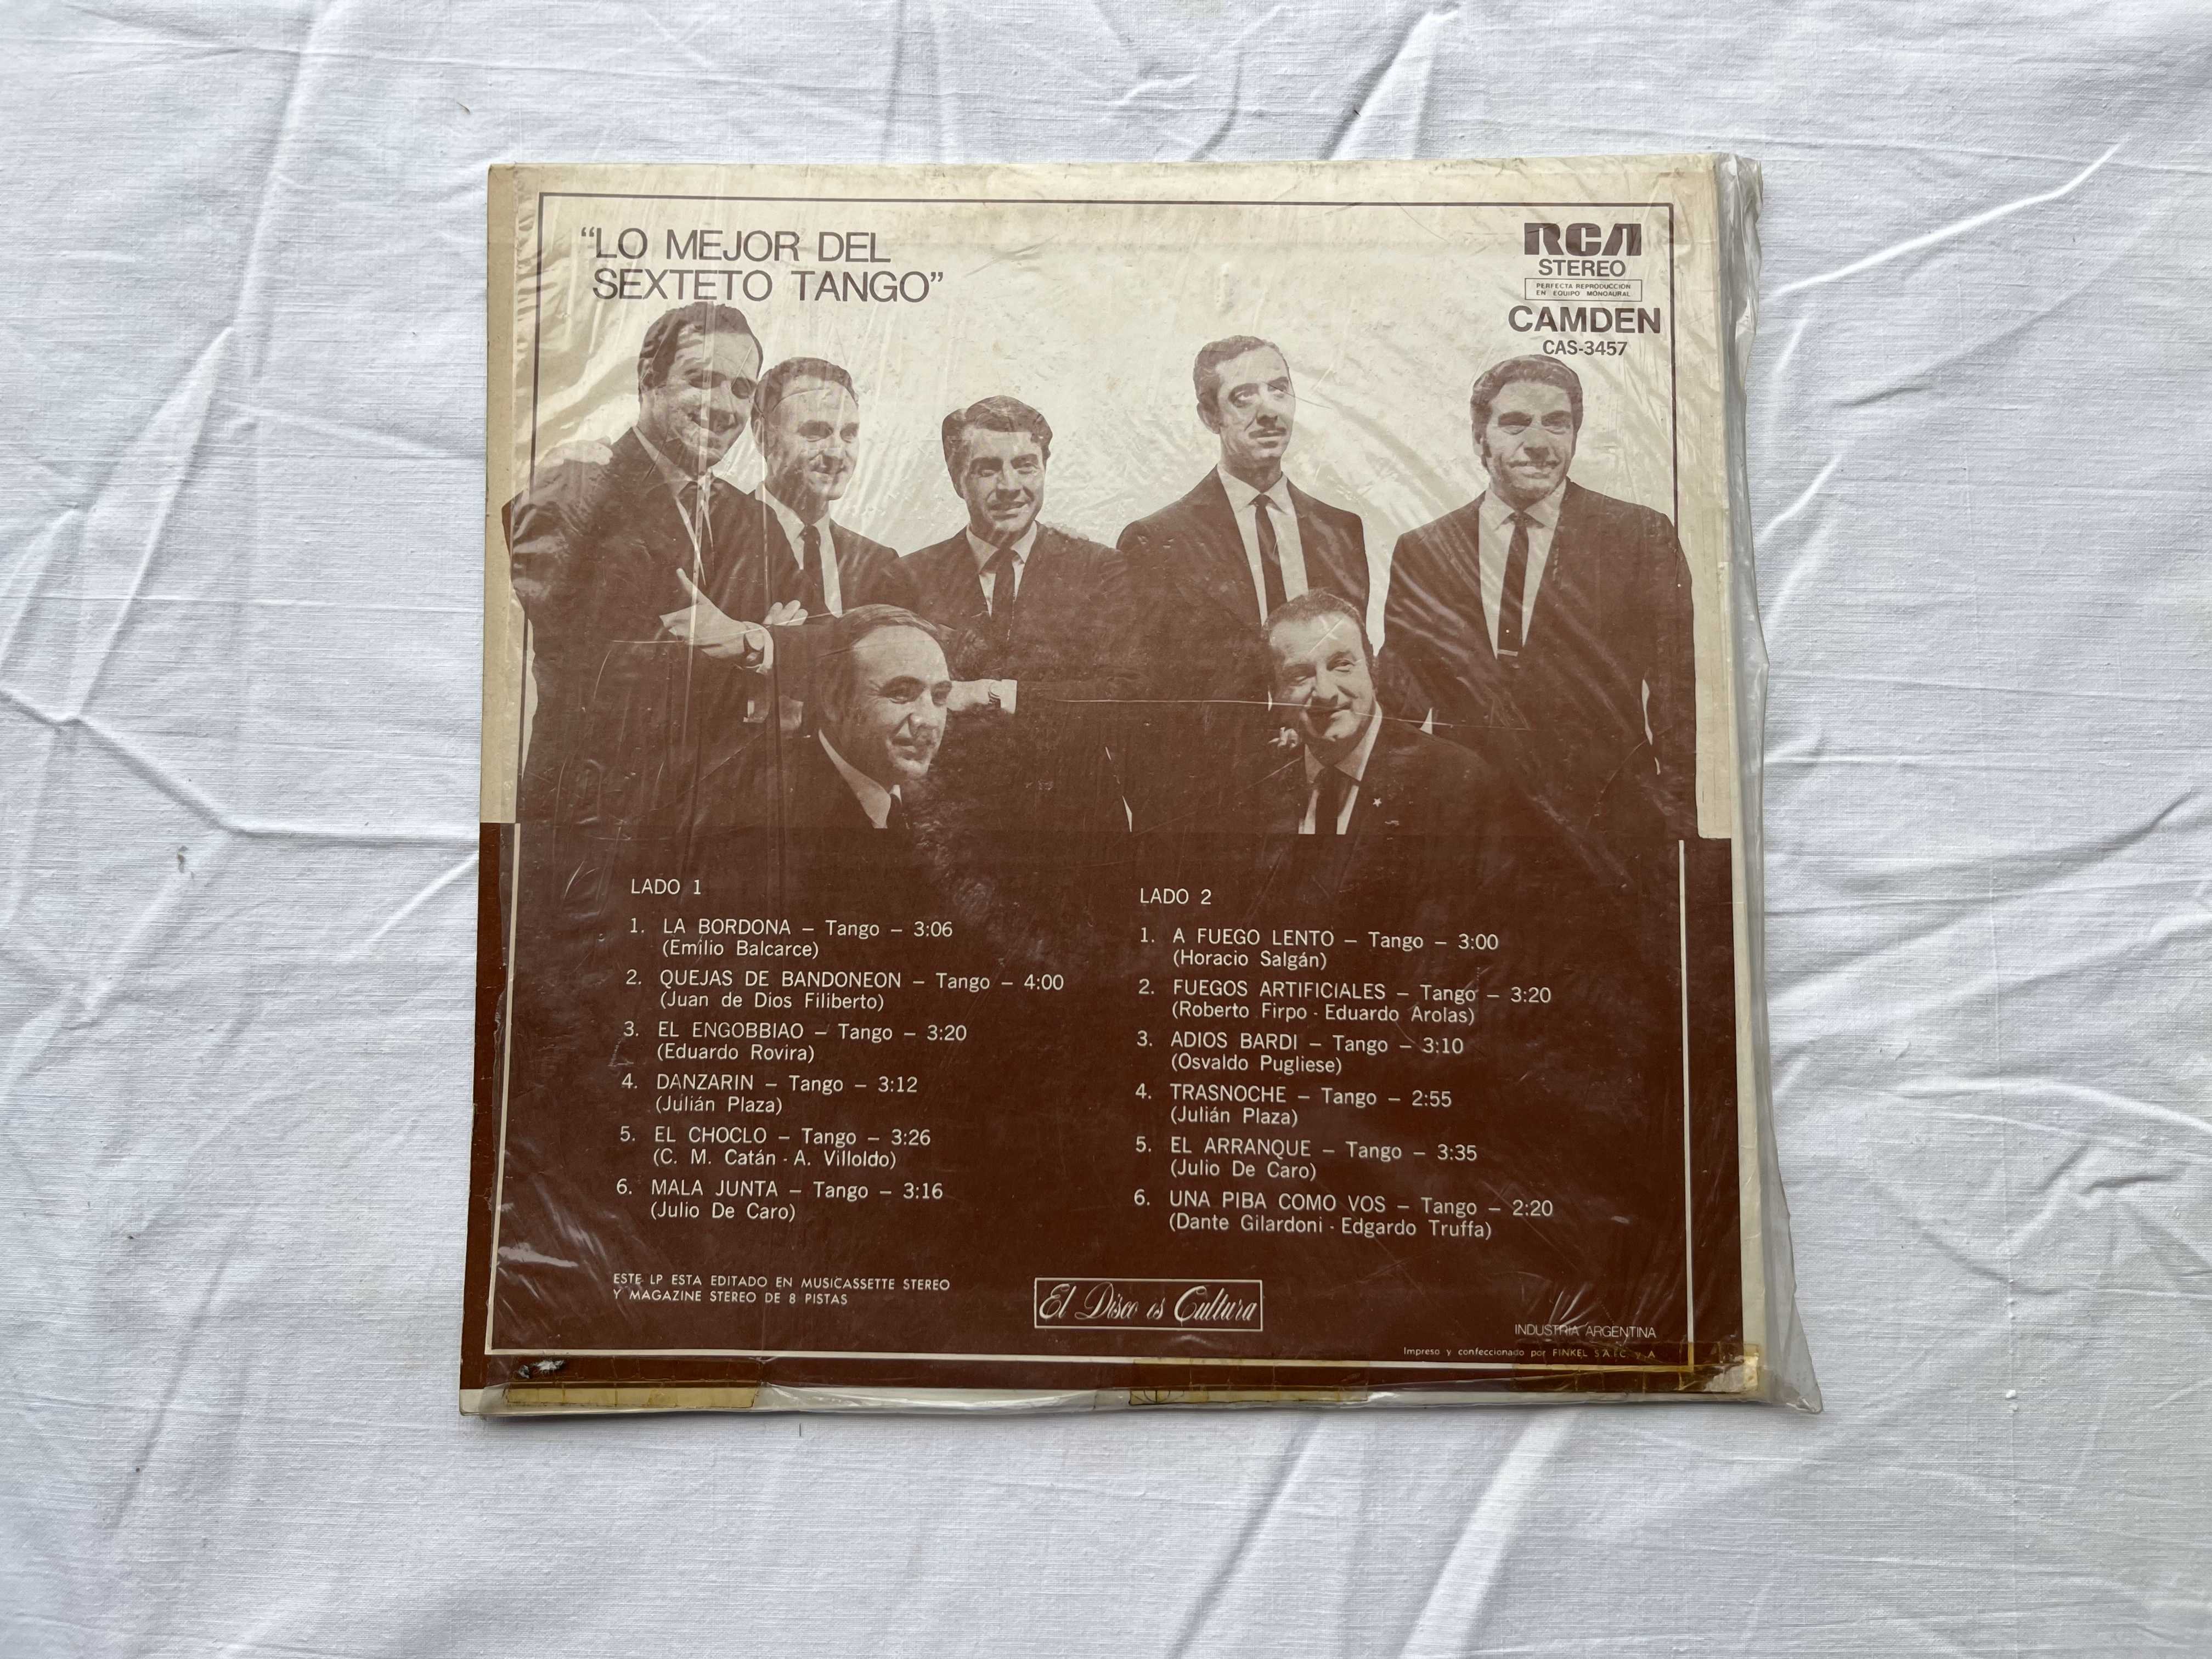 "LO MEJOR DEL
SEXTETO TANGO"
RCA
STEREO
PERFECTA REPRODUCCION
EN EQUIPO MONOAURAL
CAMDEN
CAS-3457
LADO 1
1. LA BORDONA – Tango – 3:06
(Emilio Balcarce)
2. QUEJAS DE BANDONEON – Tango – 4:00
(Juan de Dios Filiberto)
3. EL ENGOBBIAO – Tango – 3:20
(Eduardo Rovira)
4. DANZARIN – Tango – 3:12
(Julián Plaza)
5. EL CHOCLO – Tango – 3:26
(C. M. Catán - A. Villoldo)
6. MALA JUNTA – Tango – 3:16
(Julio De Caro)
LADO 2
1. A FUEGO LENTO – Tango – 3:00
(Horacio Salgán)
2. FUEGOS ARTIFICIALES – Tango – 3:20
(Roberto Firpo - Eduardo Arolas)
3. ADIOS BARDI – Tango – 3:10
(Osvaldo Pugliese)
4. TRASNOCHE – Tango – 2:55
(Julián Plaza)
5. EL ARRANQUE – Tango – 3:35
(Julio De Caro)
6. UNA PIBA COMO VOS – Tango – 2:20
(Dante Gilardoni - Edgardo Truffa)
ESTE LP ESTA EDITADO EN MUSICASSETTE STEREO
Y MAGAZINE STEREO DE 8 PISTAS
El Disco es Cultura
INDUSTRIA ARGENTINA
Impreso y confeccionado por FINKEL S.A.I.C. y A.